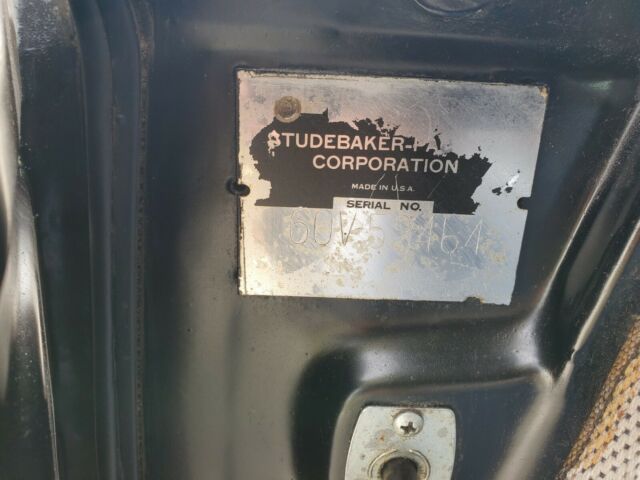 STUDEBAKER-P
CORPORATION
MADE IN U.S.A.
SERIAL NO.